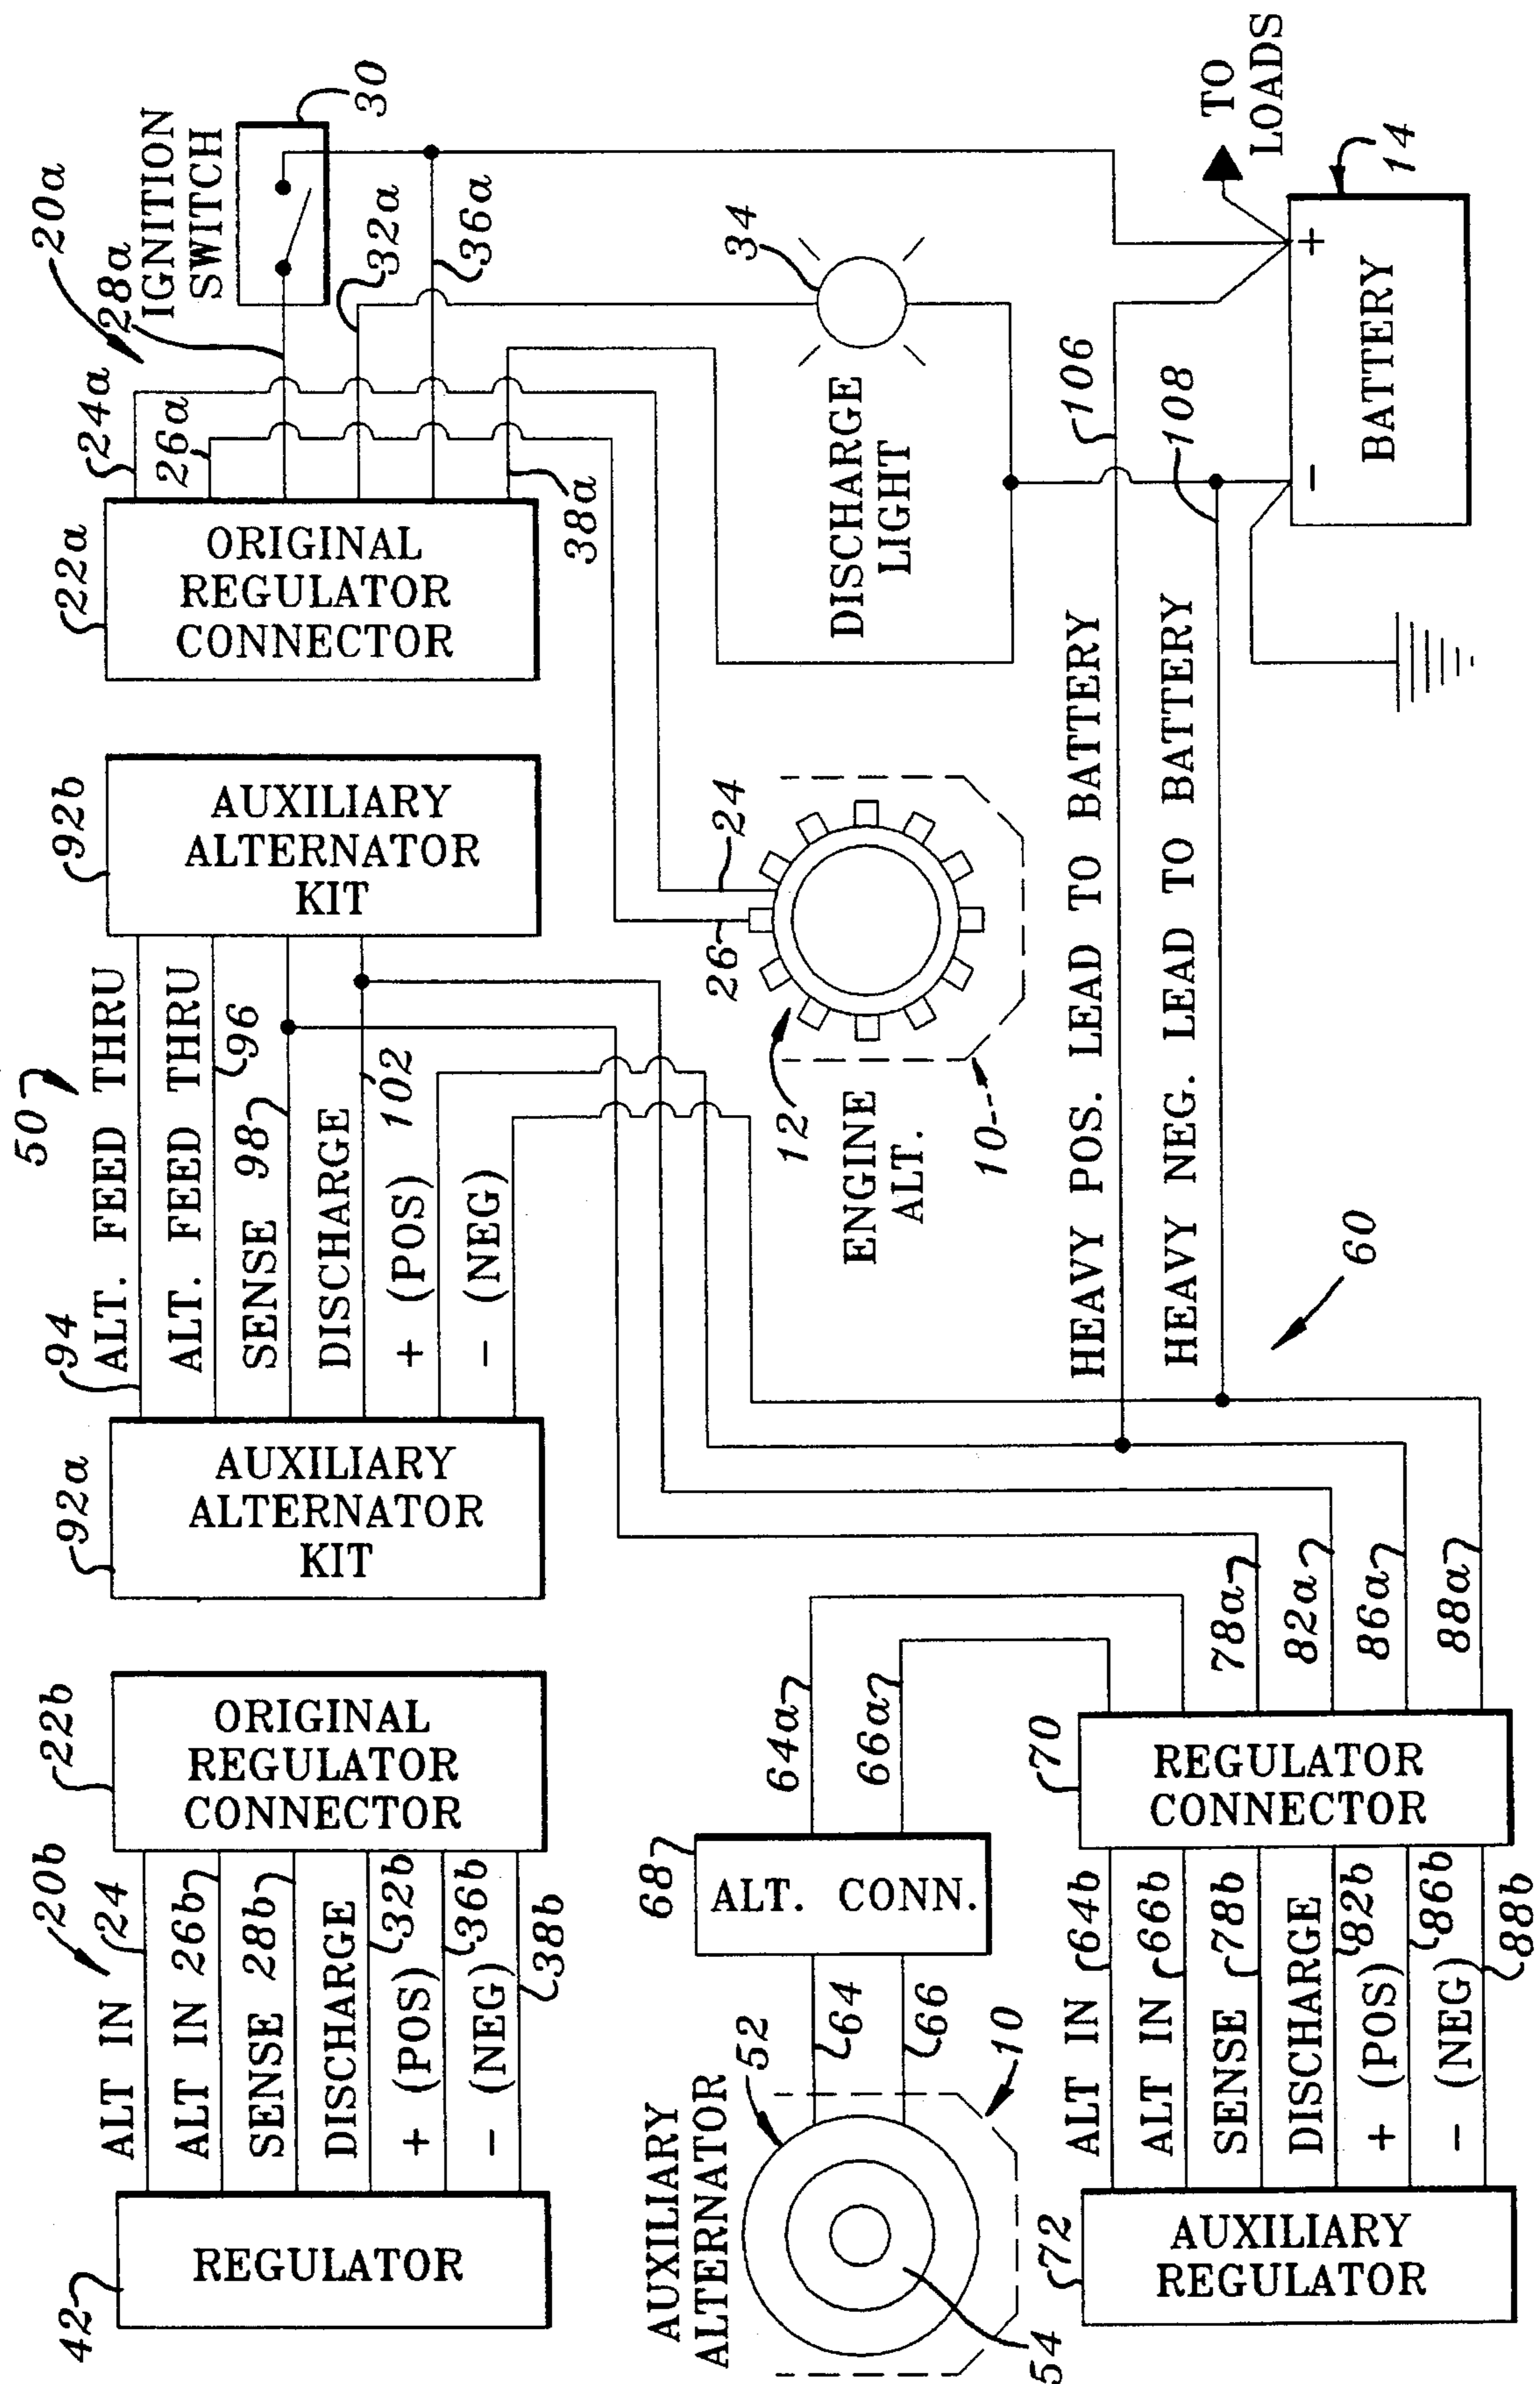 50
20b
24
ALT IN
ALT IN 26b
SENSE 28b
DISCHARGE
32b
+ (POS)
36b
- (NEG)
38b
42
REGULATOR
22b
ORIGINAL
REGULATOR
CONNECTOR
92a
AUXILIARY
ALTERNATOR
KIT
94
ALT. FEED THRU
ALT. FEED THRU
96
SENSE 98
DISCHARGE
102
+ (POS)
- (NEG)
92b
AUXILIARY
ALTERNATOR
KIT
22a
ORIGINAL
REGULATOR
CONNECTOR
24a
26a
28a
20a
IGNITION
SWITCH
30
32a
36a
38a
AUXILIARY
ALTERNATOR
52
54
10
64
66
68
ALT. CONN.
64a
66a
ENGINE
ALT.
12
10
26
24
DISCHARGE
LIGHT
34
72
AUXILIARY
REGULATOR
ALT IN 64b
ALT IN 66b
SENSE 78b
DISCHARGE
82b
+ (POS)
86b
- (NEG)
88b
70
REGULATOR
CONNECTOR
78a
82a
86a
88a
60
HEAVY POS. LEAD TO BATTERY
106
HEAVY NEG. LEAD TO BATTERY
108
TO
LOADS
14
- +
BATTERY